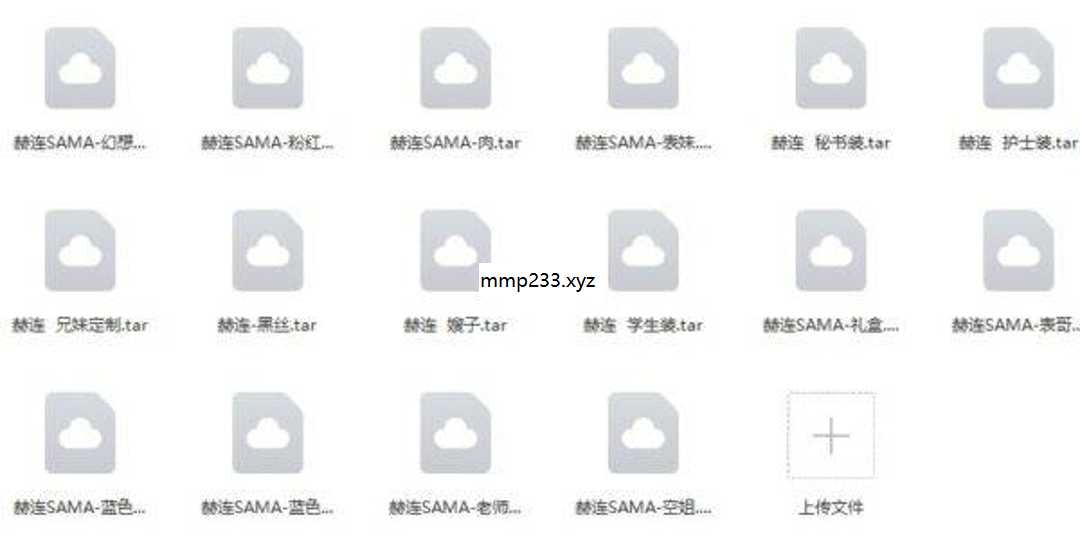 赫连SAMA-幻想...
赫连SAMA-粉红...
赫连SAMA-肉.tar
赫连SAMA-表妹....
赫连 秘书装.tar
赫连 护士装.tar
赫连 兄妹定制.tar
赫连-黑丝.tar
赫连 嫂子.tar
mmp233.xyz
赫连 学生装.tar
赫连SAMA-礼盒....
赫连SAMA-表哥...
赫连SAMA-蓝色...
赫连SAMA-蓝色...
赫连SAMA-老师...
赫连SAMA-空姐....
上传文件